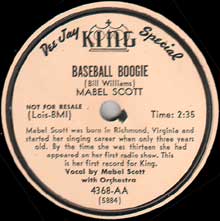 Dee Jay KING Special
BASEBALL BOOGIE
(Bill Williams)
MABEL SCOTT
NOT FOR RESALE
(Lois-BMI)
Time: 2:35
Mabel Scott was born in Richmond, Virginia and
started her singing career when only three years
old. By the time she was thirteen she had
appeared on her first radio show. This
is her first record for King.
Vocal by Mabel Scott
with Orchestra
4368-AA
(5884)